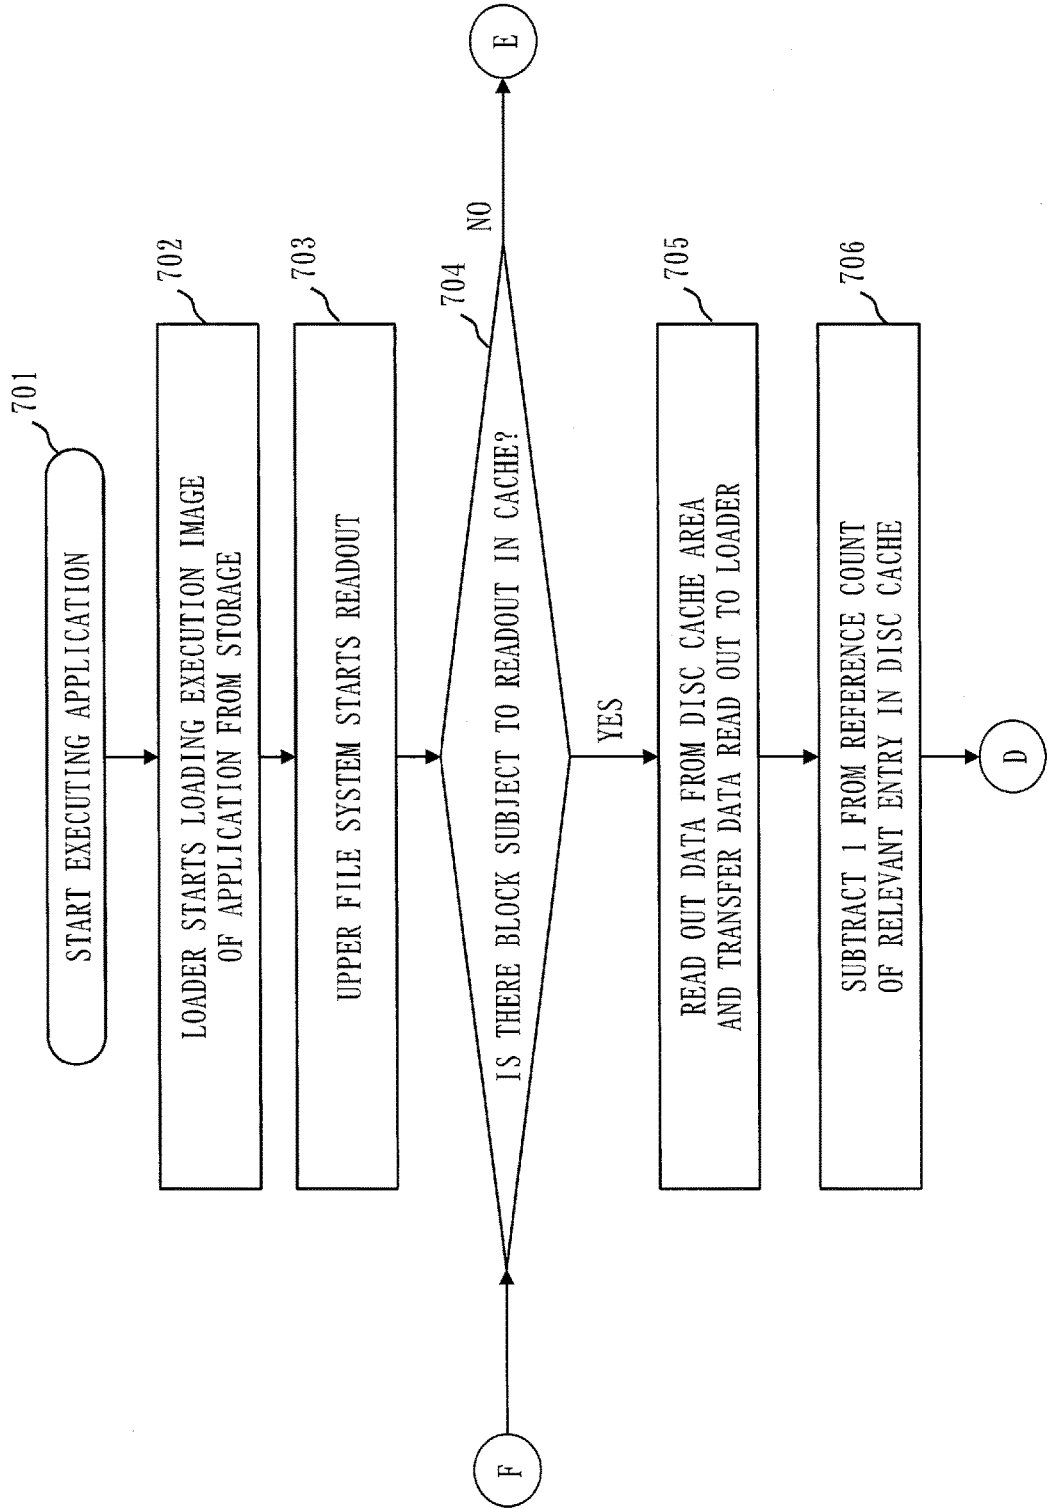 701
START EXECUTING APPLICATION
702
LOADER STARTS LOADING EXECUTION IMAGE
OF APPLICATION FROM STORAGE
703
UPPER FILE SYSTEM STARTS READOUT
704
F
IS THERE BLOCK SUBJECT TO READOUT IN CACHE?
NO
E
YES
705
READ OUT DATA FROM DISC CACHE AREA
AND TRANSFER DATA READ OUT TO LOADER
706
SUBTRACT 1 FROM REFERENCE COUNT
OF RELEVANT ENTRY IN DISC CACHE
D